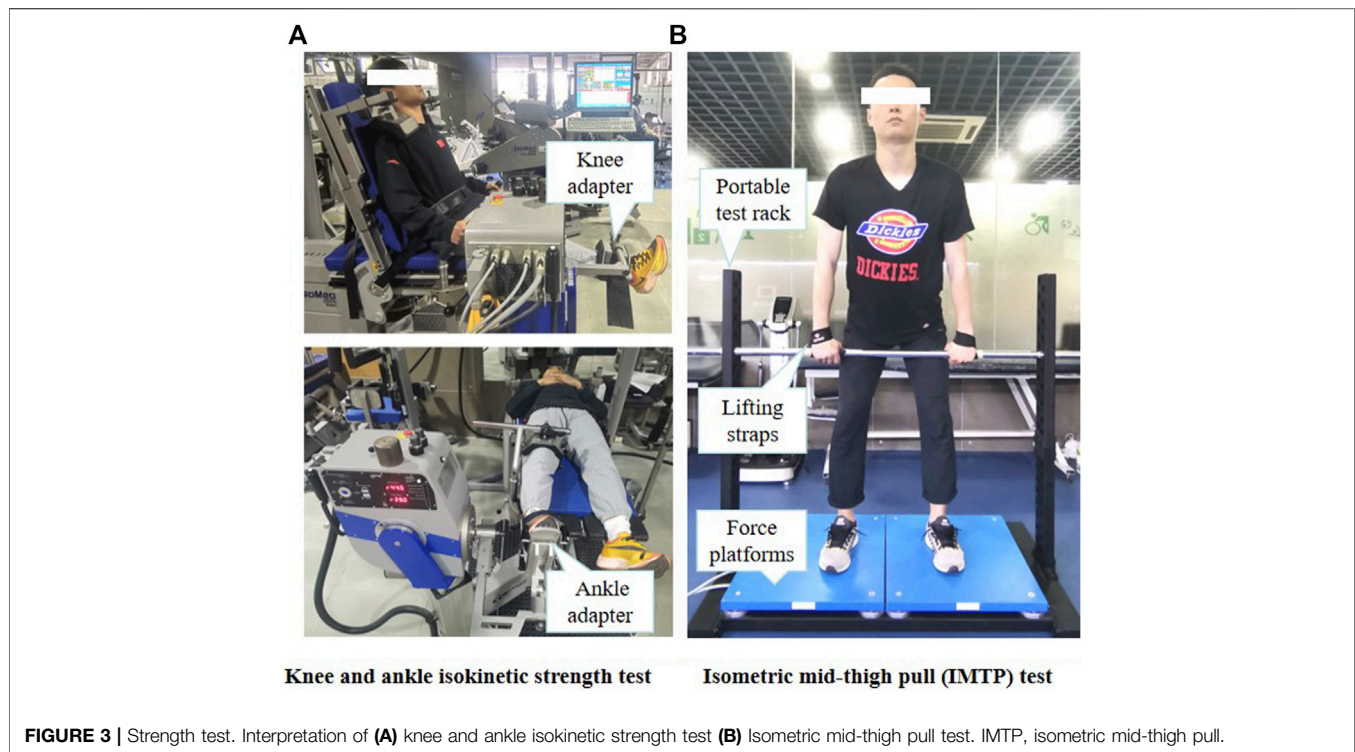 A
B
Knee
adapter
Portable
test rack
Dickies
DICKIES.
Lifting
straps
Force
platforms
Ankle
adapter
Knee and ankle isokinetic strength test
Isometric mid-thigh pull (IMTP) test
FIGURE 3 | Strength test. Interpretation of (A) knee and ankle isokinetic strength test (B) Isometric mid-thigh pull test. IMTP, isometric mid-thigh pull.